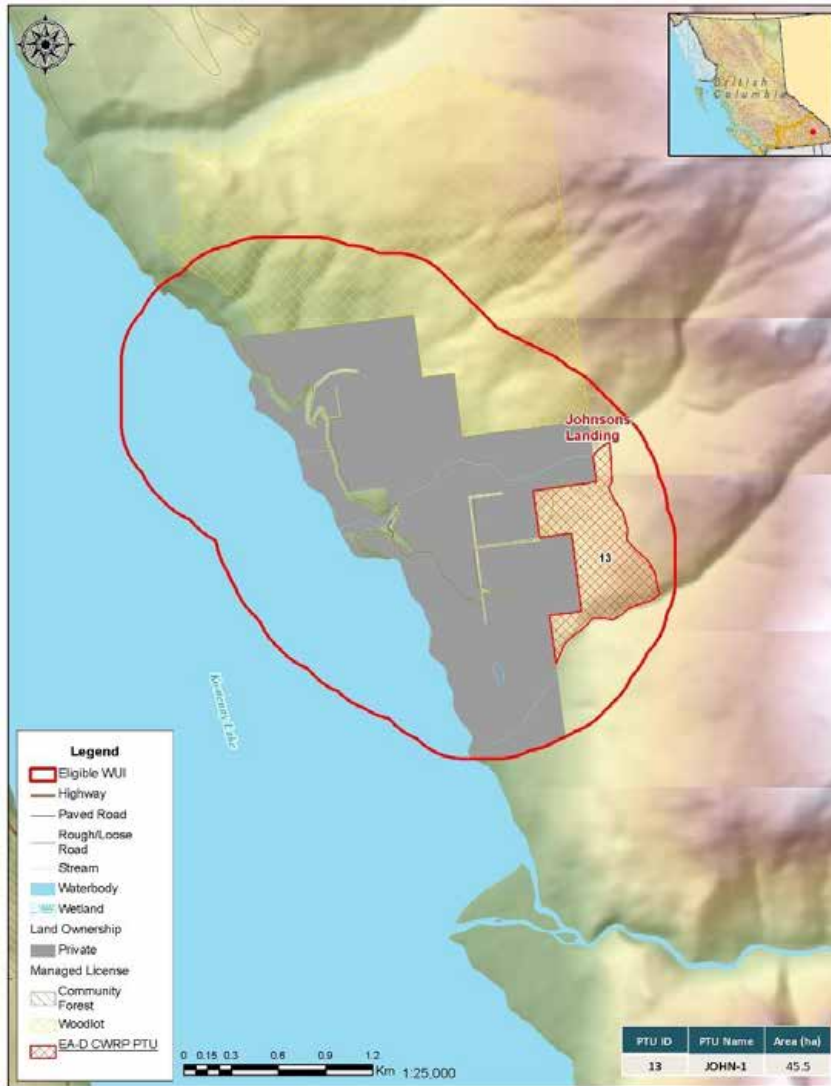 British
Columbia
Johnsons
Landing
13
Kootenay Lake
Legend
Eligible WUI
Highway
Paved Road
Rough/Loose
Road
Stream
Waterbody
Wetland
Land Ownership
Private
Managed License
Community
Forest
Woodlot
EA-D CWRP PTU
0 0.15 0.3 0.6 0.9 1.2
Km 1:25,000
PTU ID PTU Name Area (ha)
13 JOHN-1 45.5